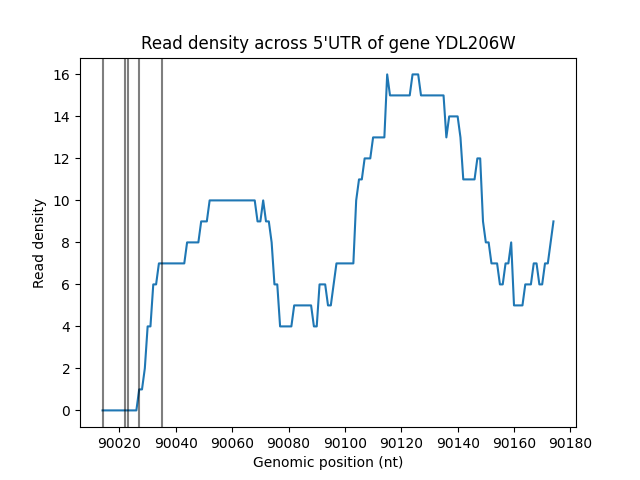 Read density across 5'UTR of gene YDL206W
16
14
12
10
8
6
4
2
0
Read density
90020 90040 90060 90080 90100 90120 90140 90160 90180
Genomic position (nt)